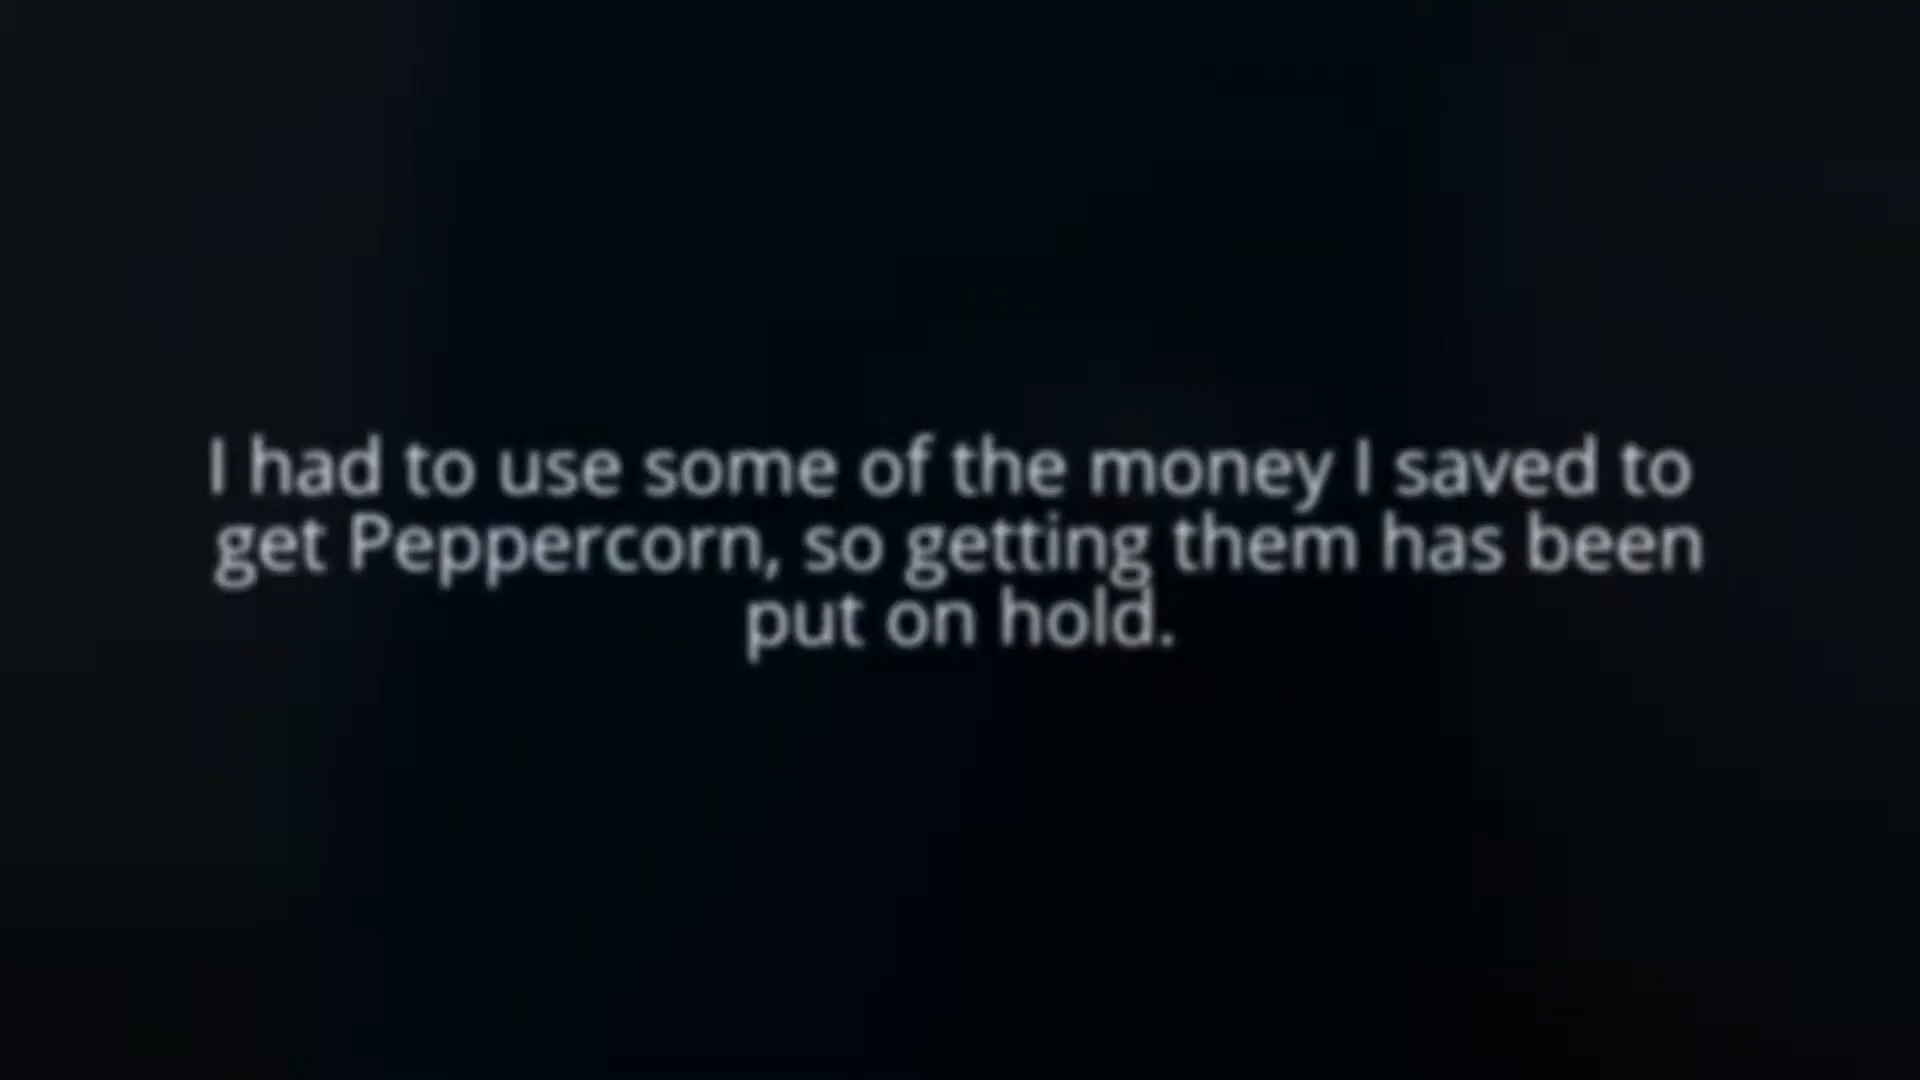 I had to use some of the money I saved to
get Peppercorn, so getting them has been
put on hold.